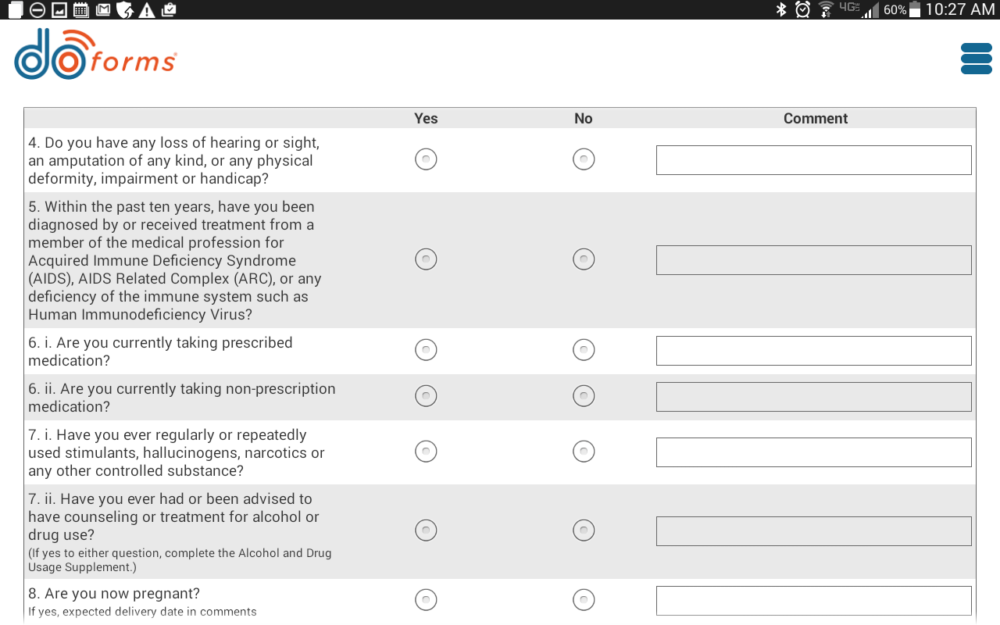 4G 60% 10:27 AM
doforms
Yes No Comment
4. Do you have any loss of hearing or sight,
an amputation of any kind, or any physical
deformity, impairment or handicap?
5. Within the past ten years, have you been
diagnosed by or received treatment from a
member of the medical profession for
Acquired Immune Deficiency Syndrome
(AIDS), AIDS Related Complex (ARC), or any
deficiency of the immune system such as
Human Immunodeficiency Virus?
6. i. Are you currently taking prescribed
medication?
6. ii. Are you currently taking non-prescription
medication?
7. i. Have you ever regularly or repeatedly
used stimulants, hallucinogens, narcotics or
any other controlled substance?
7. ii. Have you ever had or been advised to
have counseling or treatment for alcohol or
drug use?
(If yes to either question, complete the Alcohol and Drug
Usage Supplement.)
8. Are you now pregnant?
If yes, expected delivery date in comments